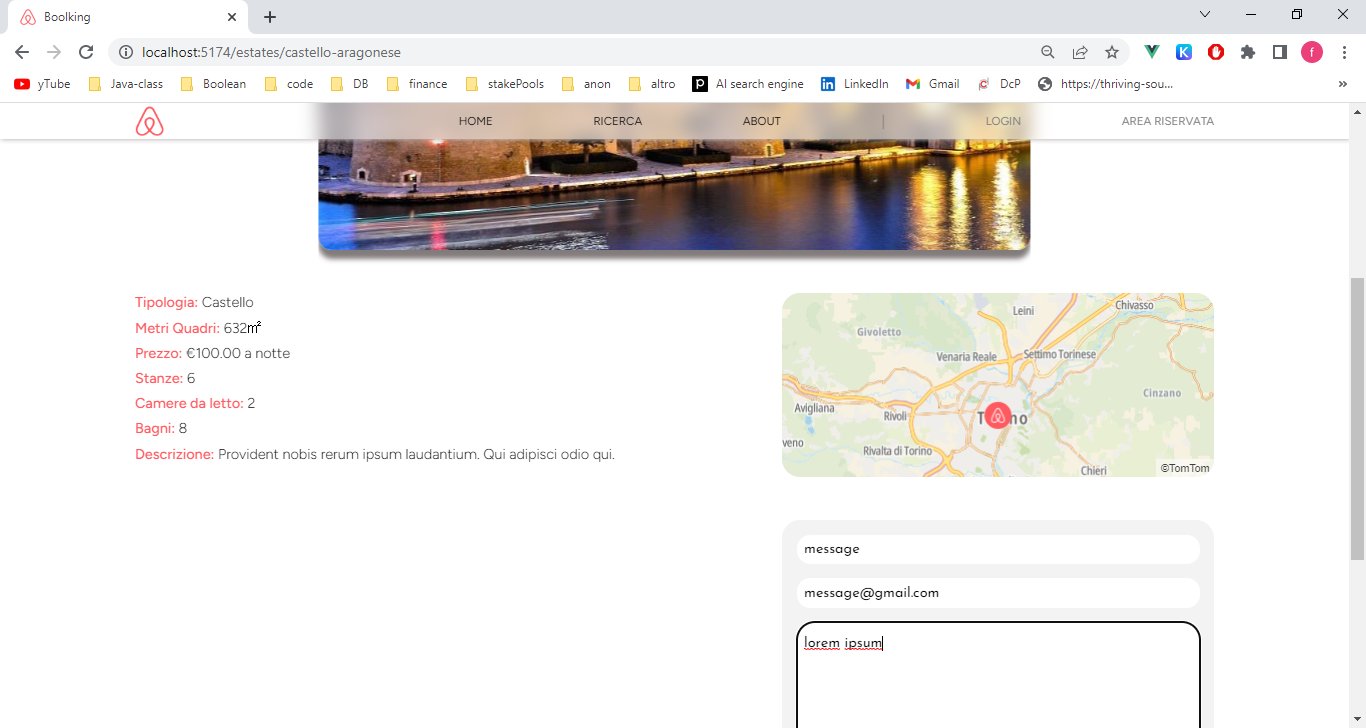 Boolking
localhost:5174/estates/castello-aragonese
f
yTube Java-class Boolean code DB finance stakePools anon altro AI search engine LinkedIn Gmail DcP https://thriving-sou... »
HOME RICERCA ABOUT | LOGIN AREA RISERVATA
Tipologia: Castello
Metri Quadri: 632㎡
Prezzo: €100.00 a notte
Stanze: 6
Camere da letto: 2
Bagni: 8
Descrizione: Provident nobis rerum ipsum laudantium. Qui adipisci odio qui.
Chivasso
Leini
Givoletto
Venaria Reale Settimo Torinese
Cinzano
Avigliana
Rivoli
veno
Rivalta di Torino
Chieri
©TomTom
message
message@gmail.com
lorem ipsum